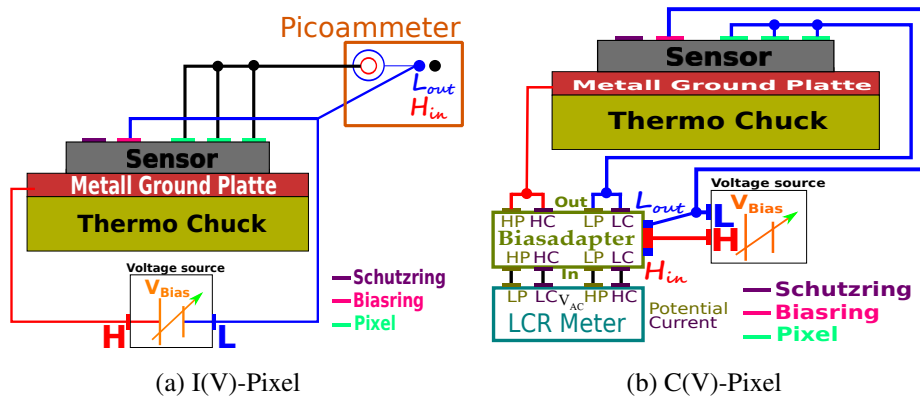 Picoammeter
L_out
H_in
Sensor
Metall Ground Platte
Thermo Chuck
Voltage source
V_Bias
H
L
Schutzring
Biasring
Pixel
(a) I(V)-Pixel
Sensor
Metall Ground Platte
Thermo Chuck
Out
HP HC LP LC
Biasadapter
HP HC LP LC
In
L_out
H_in
Voltage source
V_Bias
L
H
LP LC V_AC HP HC
LCR Meter
Potential
Current
Schutzring
Biasring
Pixel
(b) C(V)-Pixel